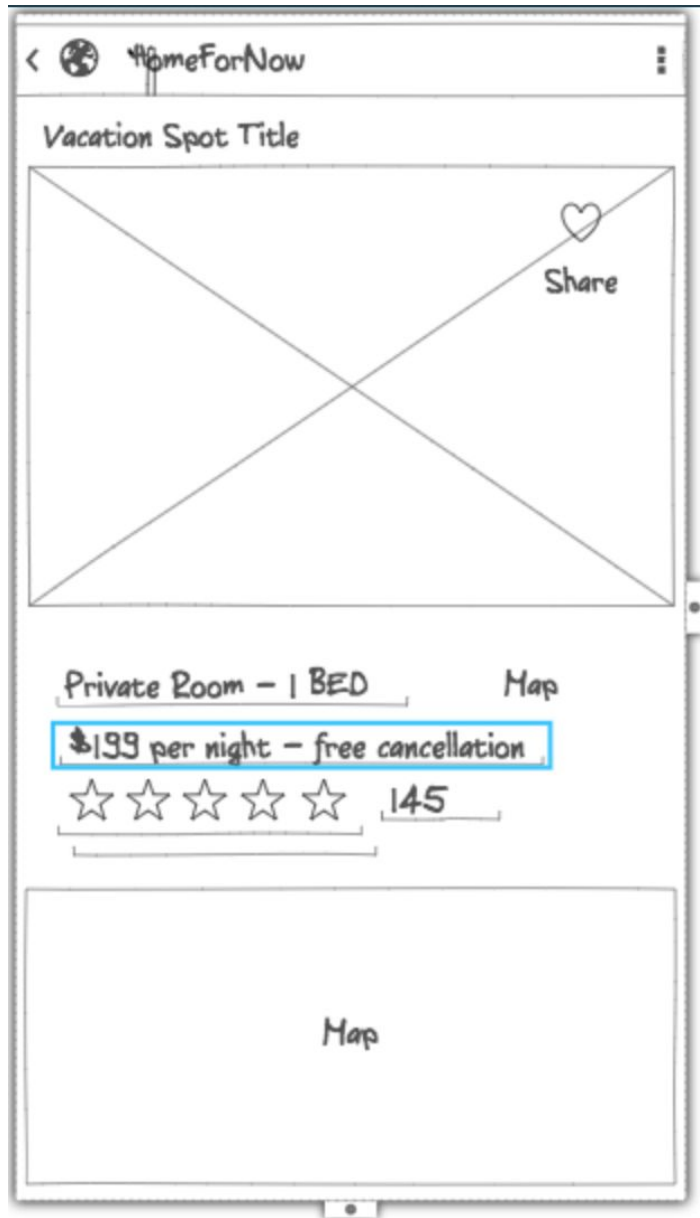 HomeForNow
Vacation Spot Title
Share
Private Room - 1 BED Map
$199 per night - free cancellation
145
Map